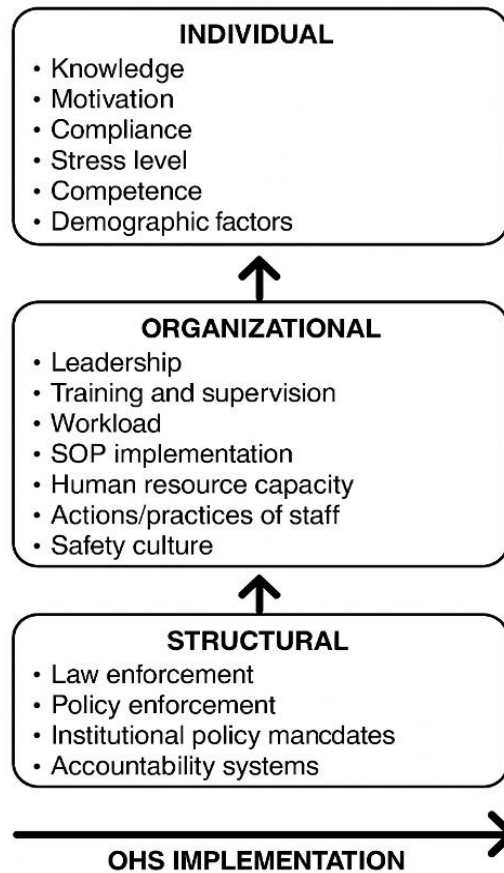 INDIVIDUAL
• Knowledge
• Motivation
• Compliance
• Stress level
• Competence
• Demographic factors
ORGANIZATIONAL
• Leadership
• Training and supervision
• Workload
• SOP implementation
• Human resource capacity
• Actions/practices of staff
• Safety culture
STRUCTURAL
• Law enforcement
• Policy enforcement
• Institutional policy mancdates
• Accountability systems
OHS IMPLEMENTATION